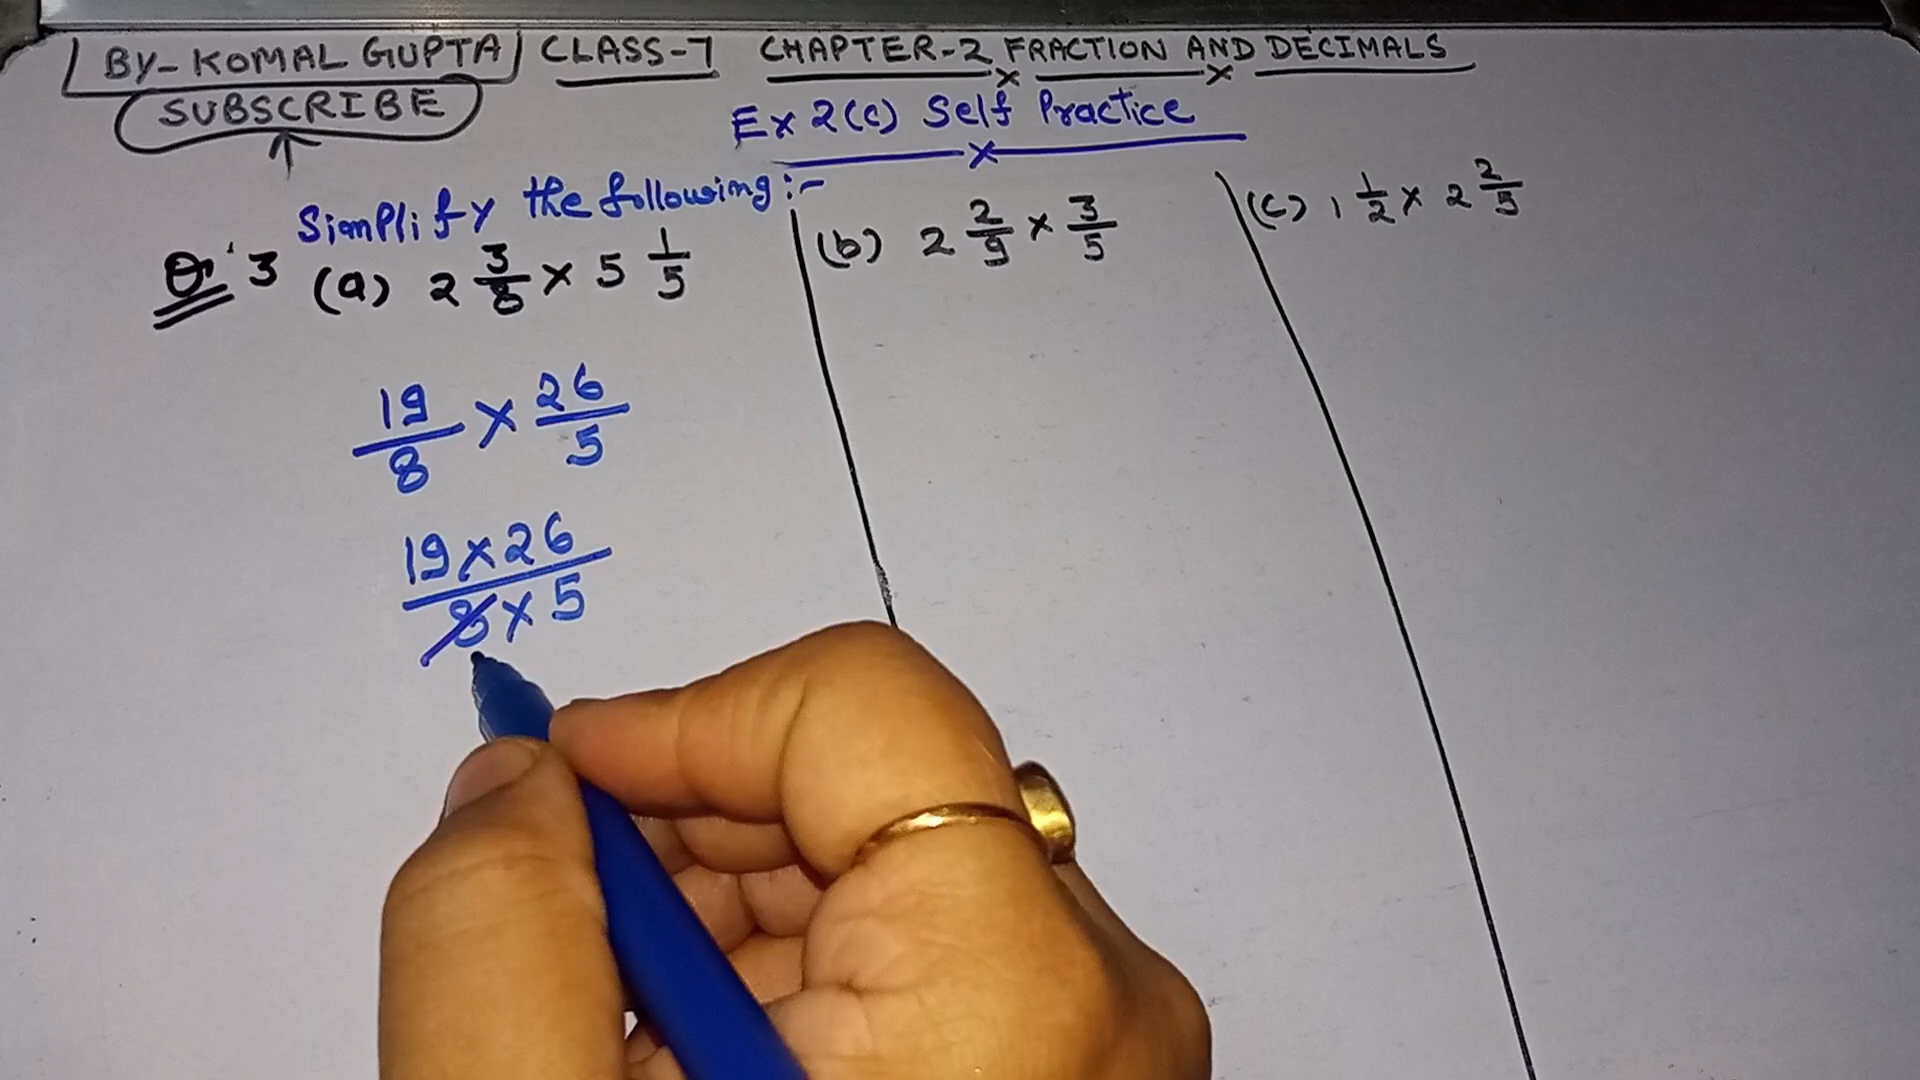 BY- KOMAL GUPTA CLASS-7 CHAPTER-2 FRACTION AND DECIMALS
SUBSCRIBE
Ex 2(c) Self Practice
Simplify the following:-
Q. 3 (a) 2 3/8 × 5 1/5
(b) 2 2/9 × 3/5
(c) 1 1/2 × 2 2/5
19/8 × 26/5
19×26
8×5